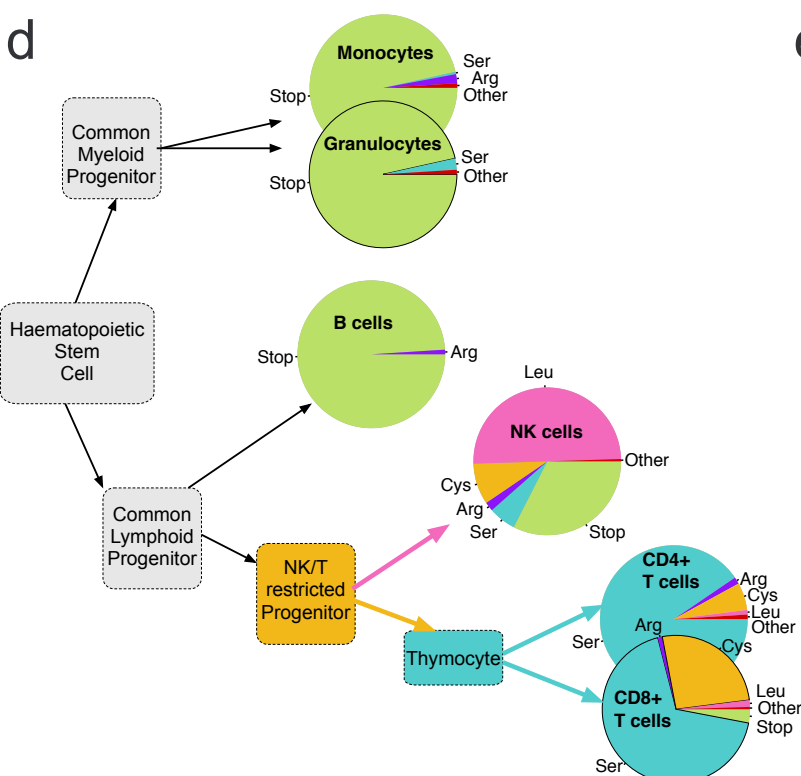 d
Monocytes
Ser
Arg
Other
Stop
Granulocytes
Ser
Other
Stop
Common
Myeloid
Progenitor
Haematopoietic
Stem
Cell
B cells
Stop
Arg
Leu
NK cells
Other
Cys
Arg
Ser
Stop
Common
Lymphoid
Progenitor
NK/T
restricted
Progenitor
Thymocyte
CD4+
T cells
Arg
Cys
Leu
Other
Ser
Arg
Cys
CD8+
T cells
Leu
Other
Stop
Ser